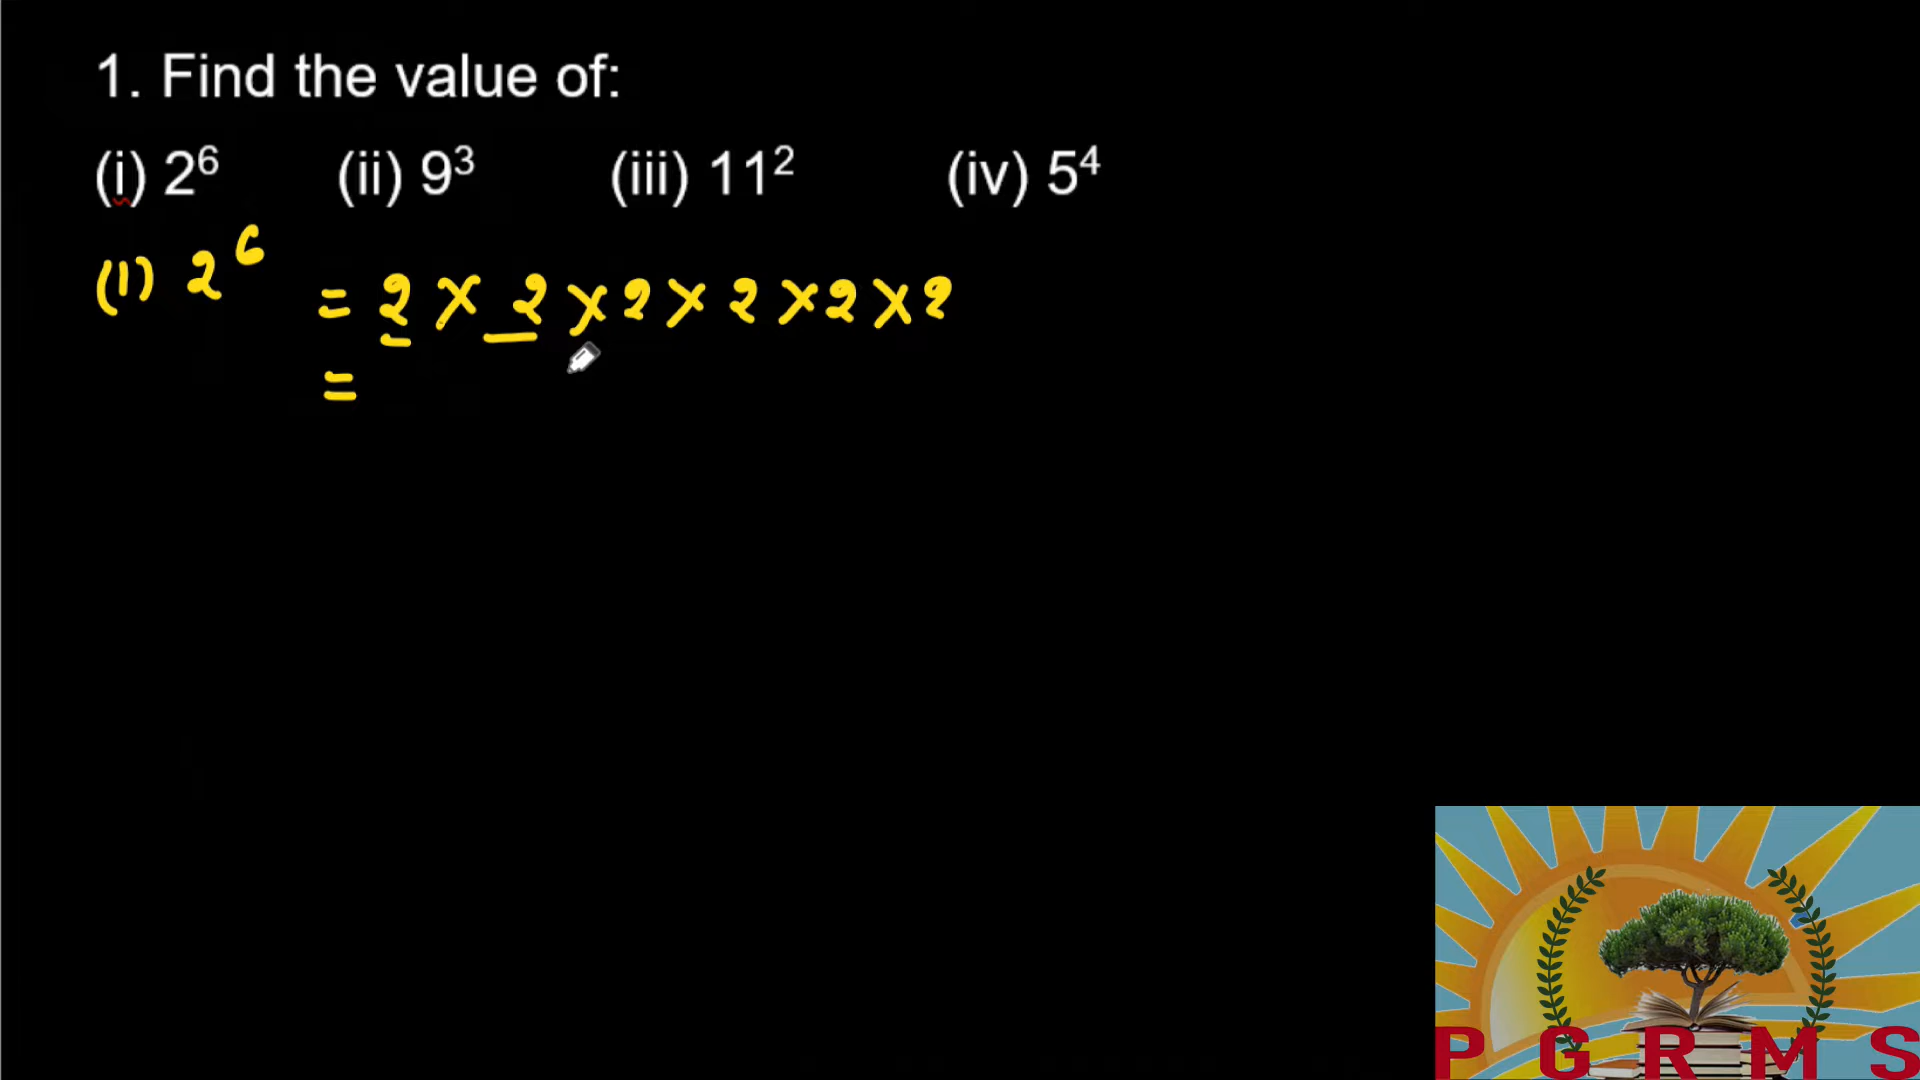 1. Find the value of:
(i) 2⁶ (ii) 9³ (iii) 11² (iv) 5⁴
(1) 2⁶ = 2 × 2 × 2 × 2 × 2 × 2
=
P G R M S